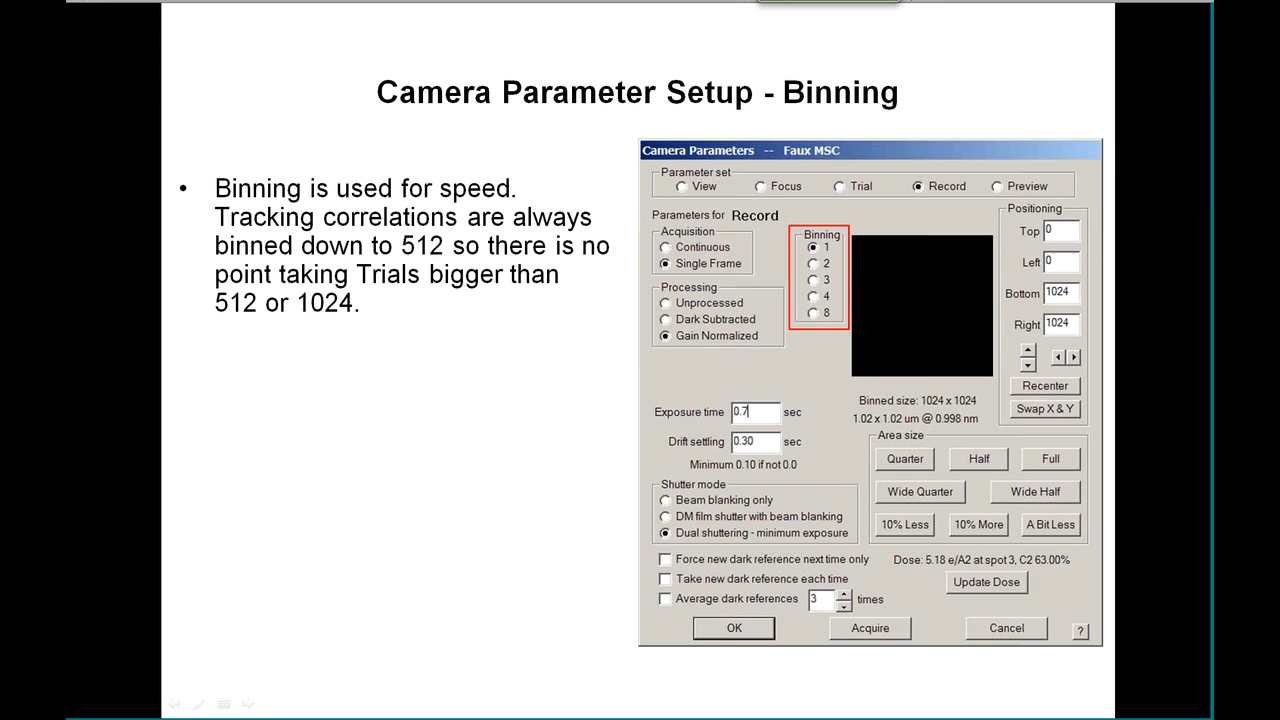 Camera Parameter Setup - Binning
• Binning is used for speed.
Tracking correlations are always
binned down to 512 so there is no
point taking Trials bigger than
512 or 1024.
Camera Parameters -- Faux MSC
Parameter set
View Focus Trial Record Preview
Parameters for Record
Acquisition
Continuous
Single Frame
Processing
Unprocessed
Dark Subtracted
Gain Normalized
Binning
1
2
3
4
8
Positioning
Top 0
Left 0
Bottom 1024
Right 1024
Recenter
Swap X & Y
Binned size: 1024 x 1024
1.02 x 1.02 um @ 0.998 nm
Exposure time 0.7 sec
Drift settling 0.30 sec
Minimum 0.10 if not 0.0
Area size
Quarter Half Full
Wide Quarter Wide Half
10% Less 10% More A Bit Less
Shutter mode
Beam blanking only
DM film shutter with beam blanking
Dual shuttering - minimum exposure
Force new dark reference next time only
Take new dark reference each time
Average dark references 3 times
Dose: 5.18 e/A2 at spot 3, C2 63.00%
Update Dose
OK Acquire Cancel ?